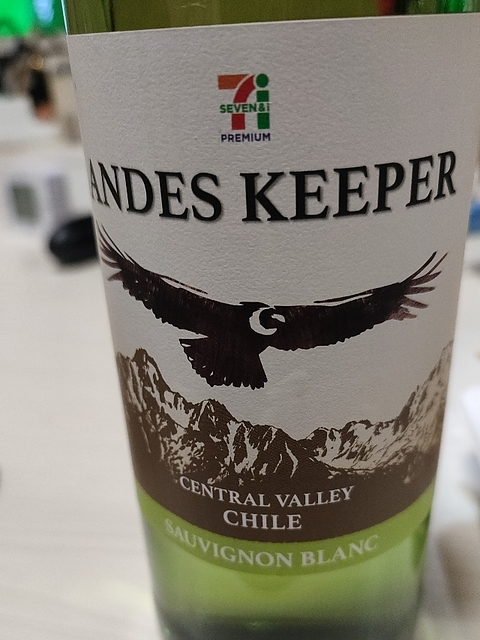 7i
SEVEN&i
PREMIUM
ANDES KEEPER
CENTRAL VALLEY
CHILE
SAUVIGNON BLANC